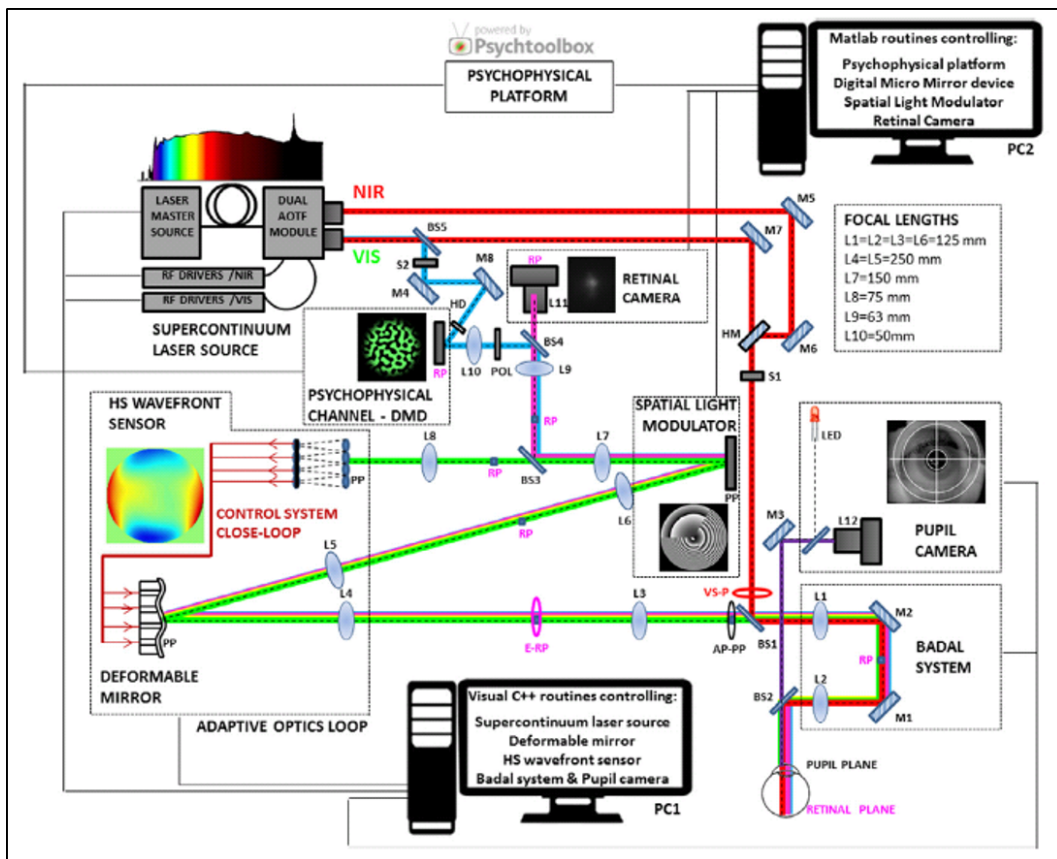 powered by
Psychtoolbox
PSYCHOPHYSICAL
PLATFORM
Matlab routines controlling:
Psychophysical platform
Digital Micro Mirror device
Spatial Light Modulator
Retinal Camera
PC2
LASER
MASTER
SOURCE
DUAL
AOTF
MODULE
NIR
VIS
RF DRIVERS /NIR
RF DRIVERS /VIS
SUPERCONTINUUM
LASER SOURCE
BS5
S2
M4
M8
HD
RP
L11
RETINAL
CAMERA
M7
M5
HM
M6
S1
FOCAL LENGTHS
L1=L2=L3=L6=125 mm
L4=L5=250 mm
L7=150 mm
L8=75 mm
L9=63 mm
L10=50mm
RP
L10
POL
BS4
L9
RP
PSYCHOPHYSICAL
CHANNEL - DMD
HS WAVEFRONT
SENSOR
PP
L8
RP
BS3
L7
SPATIAL LIGHT
MODULATOR
PP
L6
RP
L5
CONTROL SYSTEM
CLOSE-LOOP
LED
M3
L12
PUPIL
CAMERA
PP
DEFORMABLE
MIRROR
L4
E-RP
L3
AP-PP
VS-P
BS1
L1
M2
RP
BADAL
SYSTEM
BS2
L2
M1
ADAPTIVE OPTICS LOOP
Visual C++ routines controlling:
Supercontinuum laser source
Deformable mirror
HS wavefront sensor
Badal system & Pupil camera
PC1
PUPIL PLANE
RETINAL PLANE